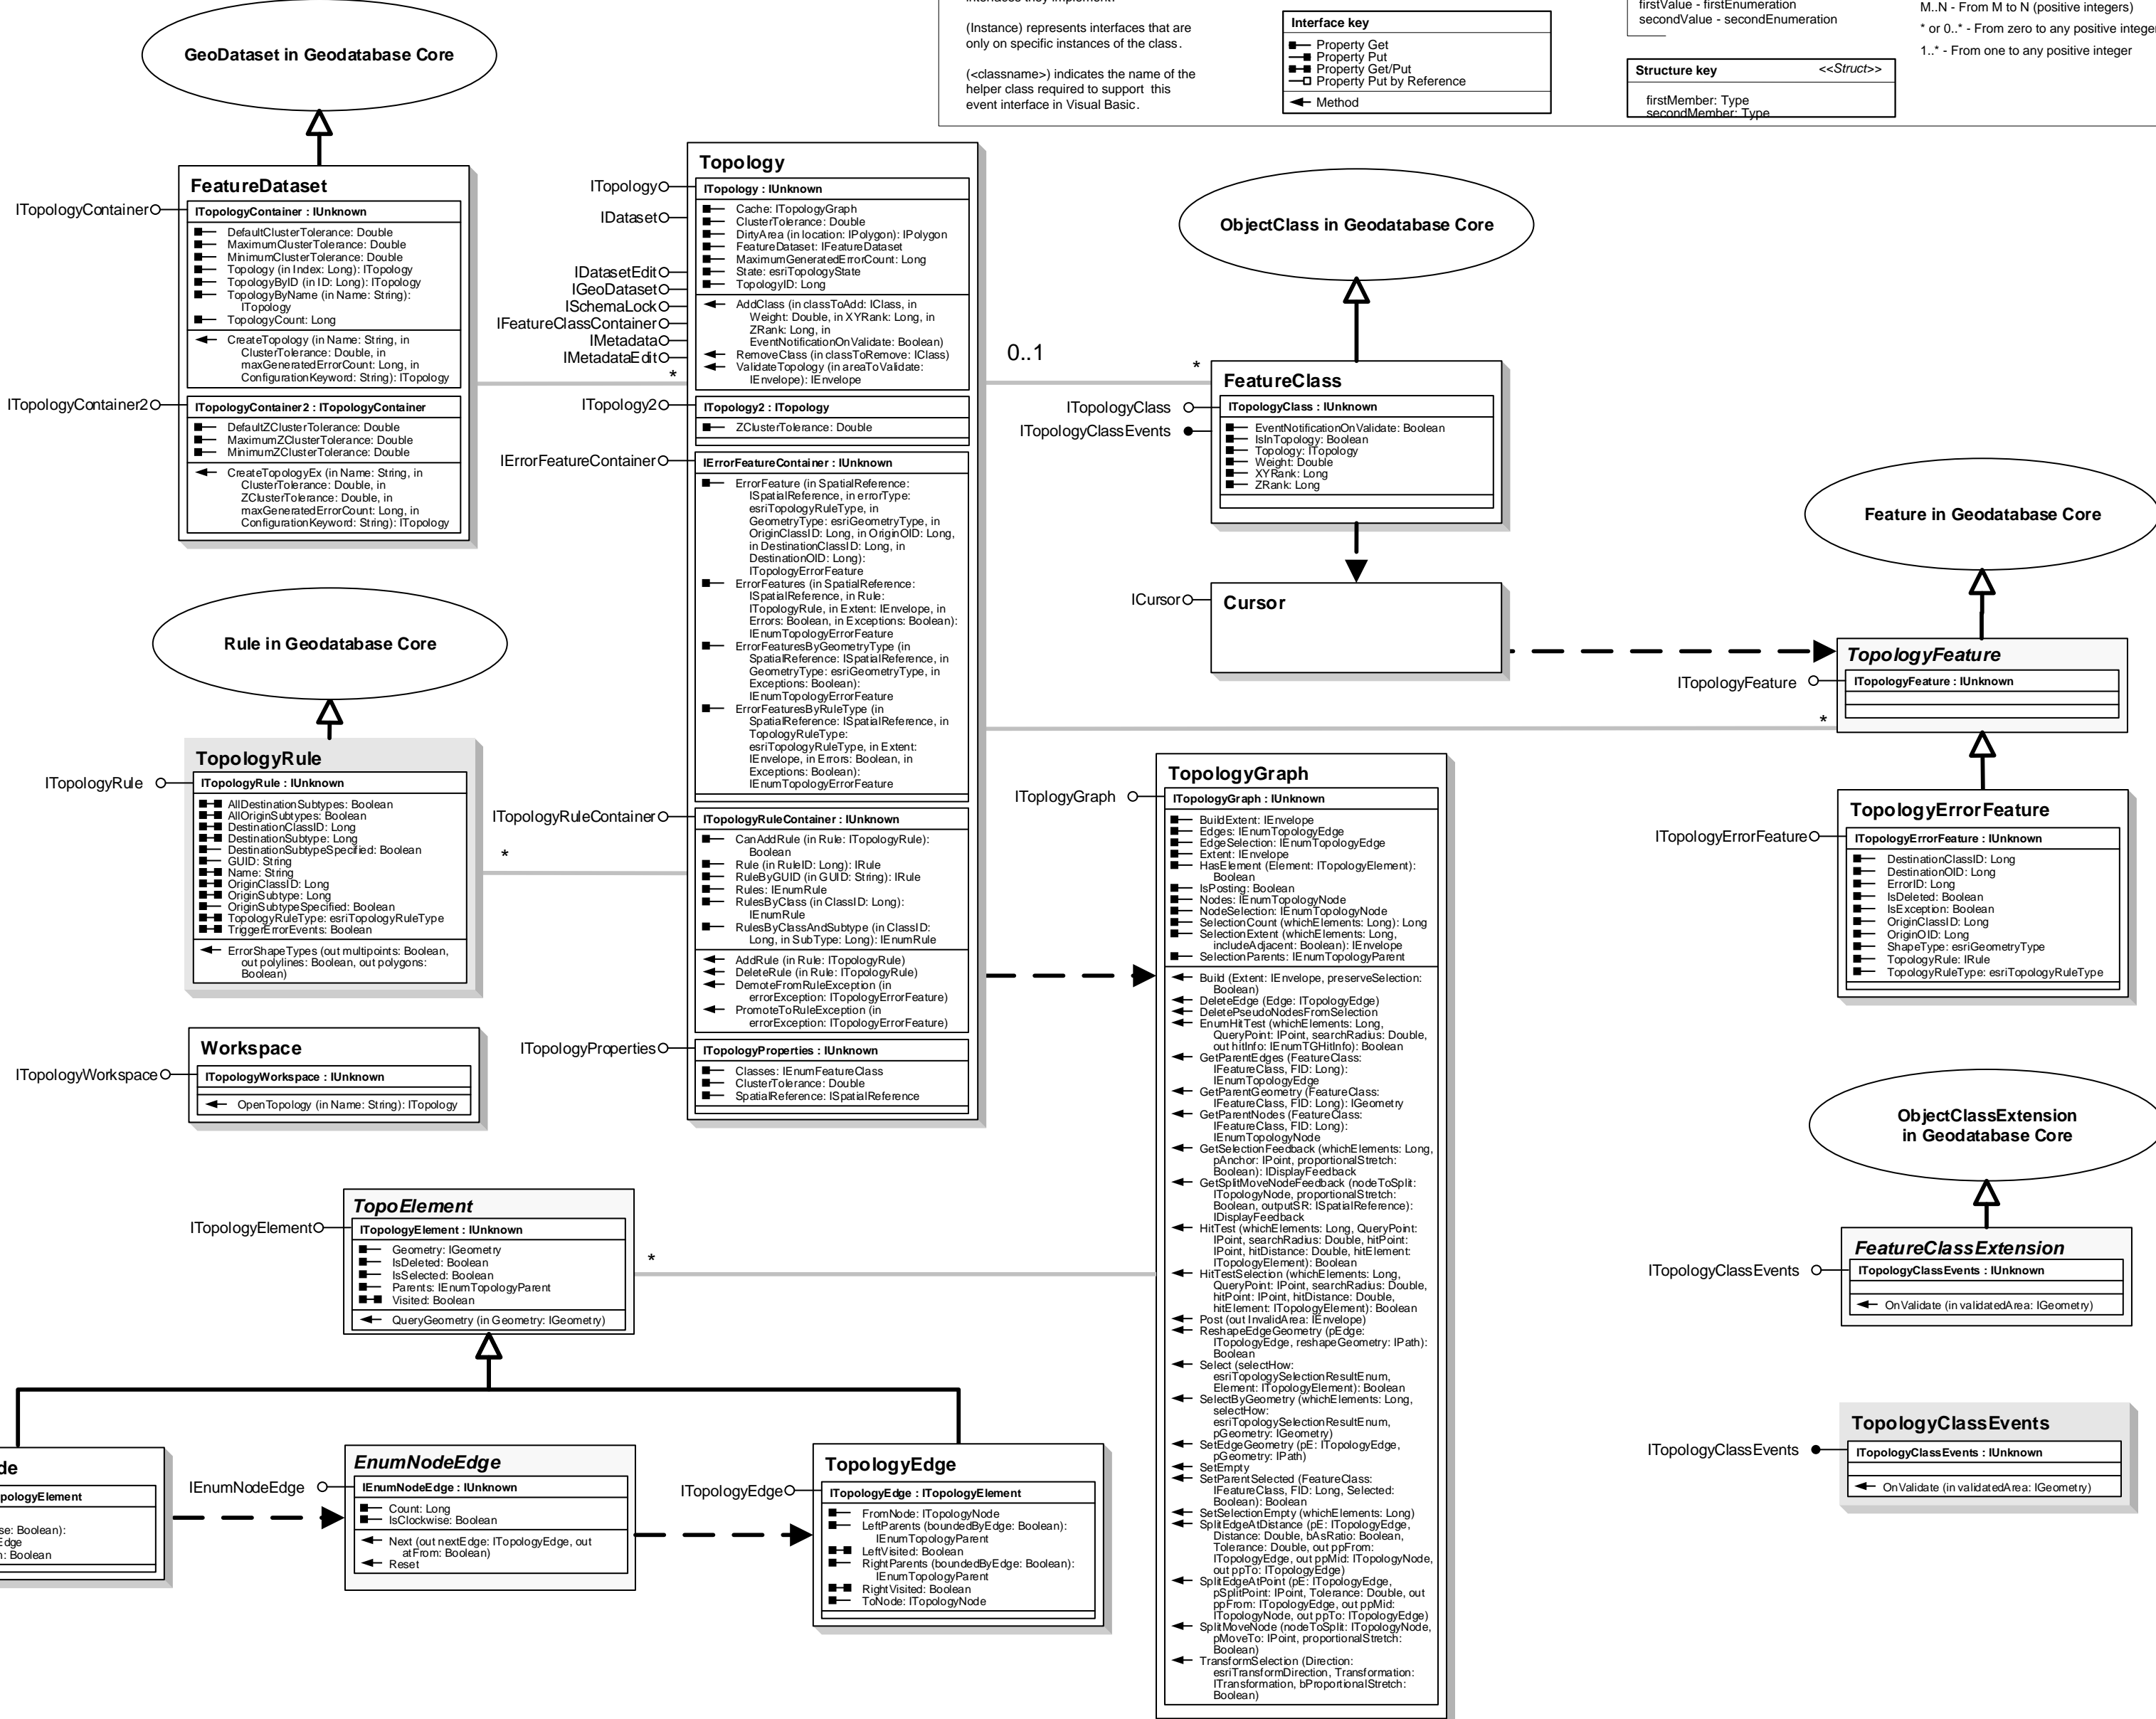 interfaces they implement.
(Instance) represents interfaces that are
only on specific instances of the class.
(<classname>) indicates the name of the
helper class required to support this
event interface in Visual Basic.
Interface key
Property Get
Property Put
Property Get/Put
Property Put by Reference
Method
firstValue - firstEnumeration
secondValue - secondEnumeration
Structure key <<Struct>>
firstMember: Type
secondMember: Type
M..N - From M to N (positive integers)
* or 0..* - From zero to any positive integer
1..* - From one to any positive integer
GeoDataset in Geodatabase Core
FeatureDataset
ITopologyContainer
ITopologyContainer : IUnknown
DefaultClusterTolerance: Double
MaximumClusterTolerance: Double
MinimumClusterTolerance: Double
Topology (in Index: Long): ITopology
TopologyByID (in ID: Long): ITopology
TopologyByName (in Name: String):
ITopology
TopologyCount: Long
CreateTopology (in Name: String, in
ClusterTolerance: Double, in
maxGeneratedErrorCount: Long, in
ConfigurationKeyword: String): ITopology
ITopologyContainer2
ITopologyContainer2 : ITopologyContainer
DefaultZClusterTolerance: Double
MaximumZClusterTolerance: Double
MinimumZClusterTolerance: Double
CreateTopologyEx (in Name: String, in
ClusterTolerance: Double, in
ZClusterTolerance: Double, in
maxGeneratedErrorCount: Long, in
ConfigurationKeyword: String): ITopology
Topology
ITopology
IDataset
IDatasetEdit
IGeoDataset
ISchemaLock
IFeatureClassContainer
IMetadata
IMetadataEdit
*
ITopology : IUnknown
Cache: ITopologyGraph
ClusterTolerance: Double
DirtyArea (in location: IPolygon): IPolygon
FeatureDataset: IFeatureDataset
MaximumGeneratedErrorCount: Long
State: esriTopologyState
TopologyID: Long
AddClass (in classToAdd: IClass, in
Weight: Double, in XYRank: Long, in
ZRank: Long, in
EventNotificationOnValidate: Boolean)
RemoveClass (in classToRemove: IClass)
ValidateTopology (in areaToValidate:
IEnvelope): IEnvelope
ITopology2
ITopology2 : ITopology
ZClusterTolerance: Double
IErrorFeatureContainer
IErrorFeatureContainer : IUnknown
ErrorFeature (in SpatialReference:
ISpatialReference, in errorType:
esriTopologyRuleType, in
GeometryType: esriGeometryType, in
OriginClassID: Long, in OriginOID: Long,
in DestinationClassID: Long, in
DestinationOID: Long):
ITopologyErrorFeature
ErrorFeatures (in SpatialReference:
ISpatialReference, in Rule:
ITopologyRule, in Extent: IEnvelope, in
Errors: Boolean, in Exceptions: Boolean):
IEnumTopologyErrorFeature
ErrorFeaturesByGeometryType (in
SpatialReference: ISpatialReference, in
GeometryType: esriGeometryType, in
Exceptions: Boolean):
IEnumTopologyErrorFeature
ErrorFeaturesByRuleType (in
SpatialReference: ISpatialReference, in
TopologyRuleType:
esriTopologyRuleType, in Extent:
IEnvelope, in Errors: Boolean, in
Exceptions: Boolean):
IEnumTopologyErrorFeature
ITopologyRuleContainer
ITopologyRuleContainer : IUnknown
CanAddRule (in Rule: ITopologyRule):
Boolean
Rule (in RuleID: Long): IRule
RuleByGUID (in GUID: String): IRule
Rules: IEnumRule
RulesByClass (in ClassID: Long):
IEnumRule
RulesByClassAndSubtype (in ClassID:
Long, in SubType: Long): IEnumRule
AddRule (in Rule: ITopologyRule)
DeleteRule (in Rule: ITopologyRule)
DemoteFromRuleException (in
errorException: ITopologyErrorFeature)
PromoteToRuleException (in
errorException: ITopologyErrorFeature)
ITopologyProperties
ITopologyProperties : IUnknown
Classes: IEnumFeatureClass
ClusterTolerance: Double
SpatialReference: ISpatialReference
ObjectClass in Geodatabase Core
0..1
*
FeatureClass
ITopologyClass
ITopologyClassEvents
ITopologyClass : IUnknown
EventNotificationOnValidate: Boolean
IsInTopology: Boolean
Topology: ITopology
Weight: Double
XYRank: Long
ZRank: Long
ICursor
Cursor
Feature in Geodatabase Core
TopologyFeature
ITopologyFeature
ITopologyFeature : IUnknown
*
TopologyErrorFeature
ITopologyErrorFeature
ITopologyErrorFeature : IUnknown
DestinationClassID: Long
DestinationOID: Long
ErrorID: Long
IsDeleted: Boolean
IsException: Boolean
OriginClassID: Long
OriginOID: Long
ShapeType: esriGeometryType
TopologyRule: IRule
TopologyRuleType: esriTopologyRuleType
Rule in Geodatabase Core
TopologyRule
ITopologyRule
ITopologyRule : IUnknown
AllDestinationSubtypes: Boolean
AllOriginSubtypes: Boolean
DestinationClassID: Long
DestinationSubtype: Long
DestinationSubtypeSpecified: Boolean
GUID: String
Name: String
OriginClassID: Long
OriginSubtype: Long
OriginSubtypeSpecified: Boolean
TopologyRuleType: esriTopologyRuleType
TriggerErrorEvents: Boolean
ErrorShapeTypes (out multipoints: Boolean,
out polylines: Boolean, out polygons:
Boolean)
*
Workspace
ITopologyWorkspace
ITopologyWorkspace : IUnknown
OpenTopology (in Name: String): ITopology
TopologyGraph
IToplogyGraph
ITopologyGraph : IUnknown
BuildExtent: IEnvelope
Edges: IEnumTopologyEdge
EdgeSelection: IEnumTopologyEdge
Extent: IEnvelope
HasElement (Element: ITopologyElement):
Boolean
IsPosting: Boolean
Nodes: IEnumTopologyNode
NodeSelection: IEnumTopologyNode
SelectionCount (whichElements: Long): Long
SelectionExtent (whichElements: Long,
includeAdjacent: Boolean): IEnvelope
SelectionParents: IEnumTopologyParent
Build (Extent: IEnvelope, preserveSelection:
Boolean)
DeleteEdge (Edge: ITopologyEdge)
DeletePseudoNodesFromSelection
EnumHitTest (whichElements: Long,
QueryPoint: IPoint, searchRadius: Double,
out hitInfo: IEnumTGHitInfo): Boolean
GetParentEdges (FeatureClass:
IFeatureClass, FID: Long):
IEnumTopologyEdge
GetParentGeometry (FeatureClass:
IFeatureClass, FID: Long): IGeometry
GetParentNodes (FeatureClass:
IFeatureClass, FID: Long):
IEnumTopologyNode
GetSelectionFeedback (whichElements: Long,
pAnchor: IPoint, proportionalStretch:
Boolean): IDisplayFeedback
GetSplitMoveNodeFeedback (nodeToSplit:
ITopologyNode, proportionalStretch:
Boolean, outputSR: ISpatialReference):
IDisplayFeedback
HitTest (whichElements: Long, QueryPoint:
IPoint, searchRadius: Double, hitPoint:
IPoint, hitDistance: Double, hitElement:
ITopologyElement): Boolean
HitTestSelection (whichElements: Long,
QueryPoint: IPoint, searchRadius: Double,
hitPoint: IPoint, hitDistance: Double,
hitElement: ITopologyElement): Boolean
Post (out InvalidArea: IEnvelope)
ReshapeEdgeGeometry (pEdge:
ITopologyEdge, reshapeGeometry: IPath):
Boolean
Select (selectHow:
esriTopologySelectionResultEnum,
Element: ITopologyElement): Boolean
SelectByGeometry (whichElements: Long,
selectHow:
esriTopologySelectionResultEnum,
pGeometry: IGeometry)
SetEdgeGeometry (pE: ITopologyEdge,
pGeometry: IPath)
SetEmpty
SetParentSelected (FeatureClass:
IFeatureClass, FID: Long, Selected:
Boolean): Boolean
SetSelectionEmpty (whichElements: Long)
SplitEdgeAtDistance (pE: ITopologyEdge,
Distance: Double, bAsRatio: Boolean,
Tolerance: Double, out ppFrom:
ITopologyEdge, out ppMid: ITopologyNode,
out ppTo: ITopologyEdge)
SplitEdgeAtPoint (pE: ITopologyEdge,
pSplitPoint: IPoint, Tolerance: Double, out
ppFrom: ITopologyEdge, out ppMid:
ITopologyNode, out ppTo: ITopologyEdge)
SplitMoveNode (nodeToSplit: ITopologyNode,
pMoveTo: IPoint, proportionalStretch:
Boolean)
TransformSelection (Direction:
esriTransformDirection, Transformation:
ITransformation, bProportionalStretch:
Boolean)
TopoElement
ITopologyElement
ITopologyElement : IUnknown
Geometry: IGeometry
IsDeleted: Boolean
IsSelected: Boolean
Parents: IEnumTopologyParent
Visited: Boolean
QueryGeometry (in Geometry: IGeometry)
*
de
pologyElement
se: Boolean):
Edge
n: Boolean
EnumNodeEdge
IEnumNodeEdge
IEnumNodeEdge : IUnknown
Count: Long
IsClockwise: Boolean
Next (out nextEdge: ITopologyEdge, out
atFrom: Boolean)
Reset
TopologyEdge
ITopologyEdge
ITopologyEdge : ITopologyElement
FromNode: ITopologyNode
LeftParents (boundedByEdge: Boolean):
IEnumTopologyParent
LeftVisited: Boolean
RightParents (boundedByEdge: Boolean):
IEnumTopologyParent
RightVisited: Boolean
ToNode: ITopologyNode
ObjectClassExtension
in Geodatabase Core
FeatureClassExtension
ITopologyClassEvents
ITopologyClassEvents : IUnknown
OnValidate (in validatedArea: IGeometry)
TopologyClassEvents
ITopologyClassEvents
ITopologyClassEvents : IUnknown
OnValidate (in validatedArea: IGeometry)